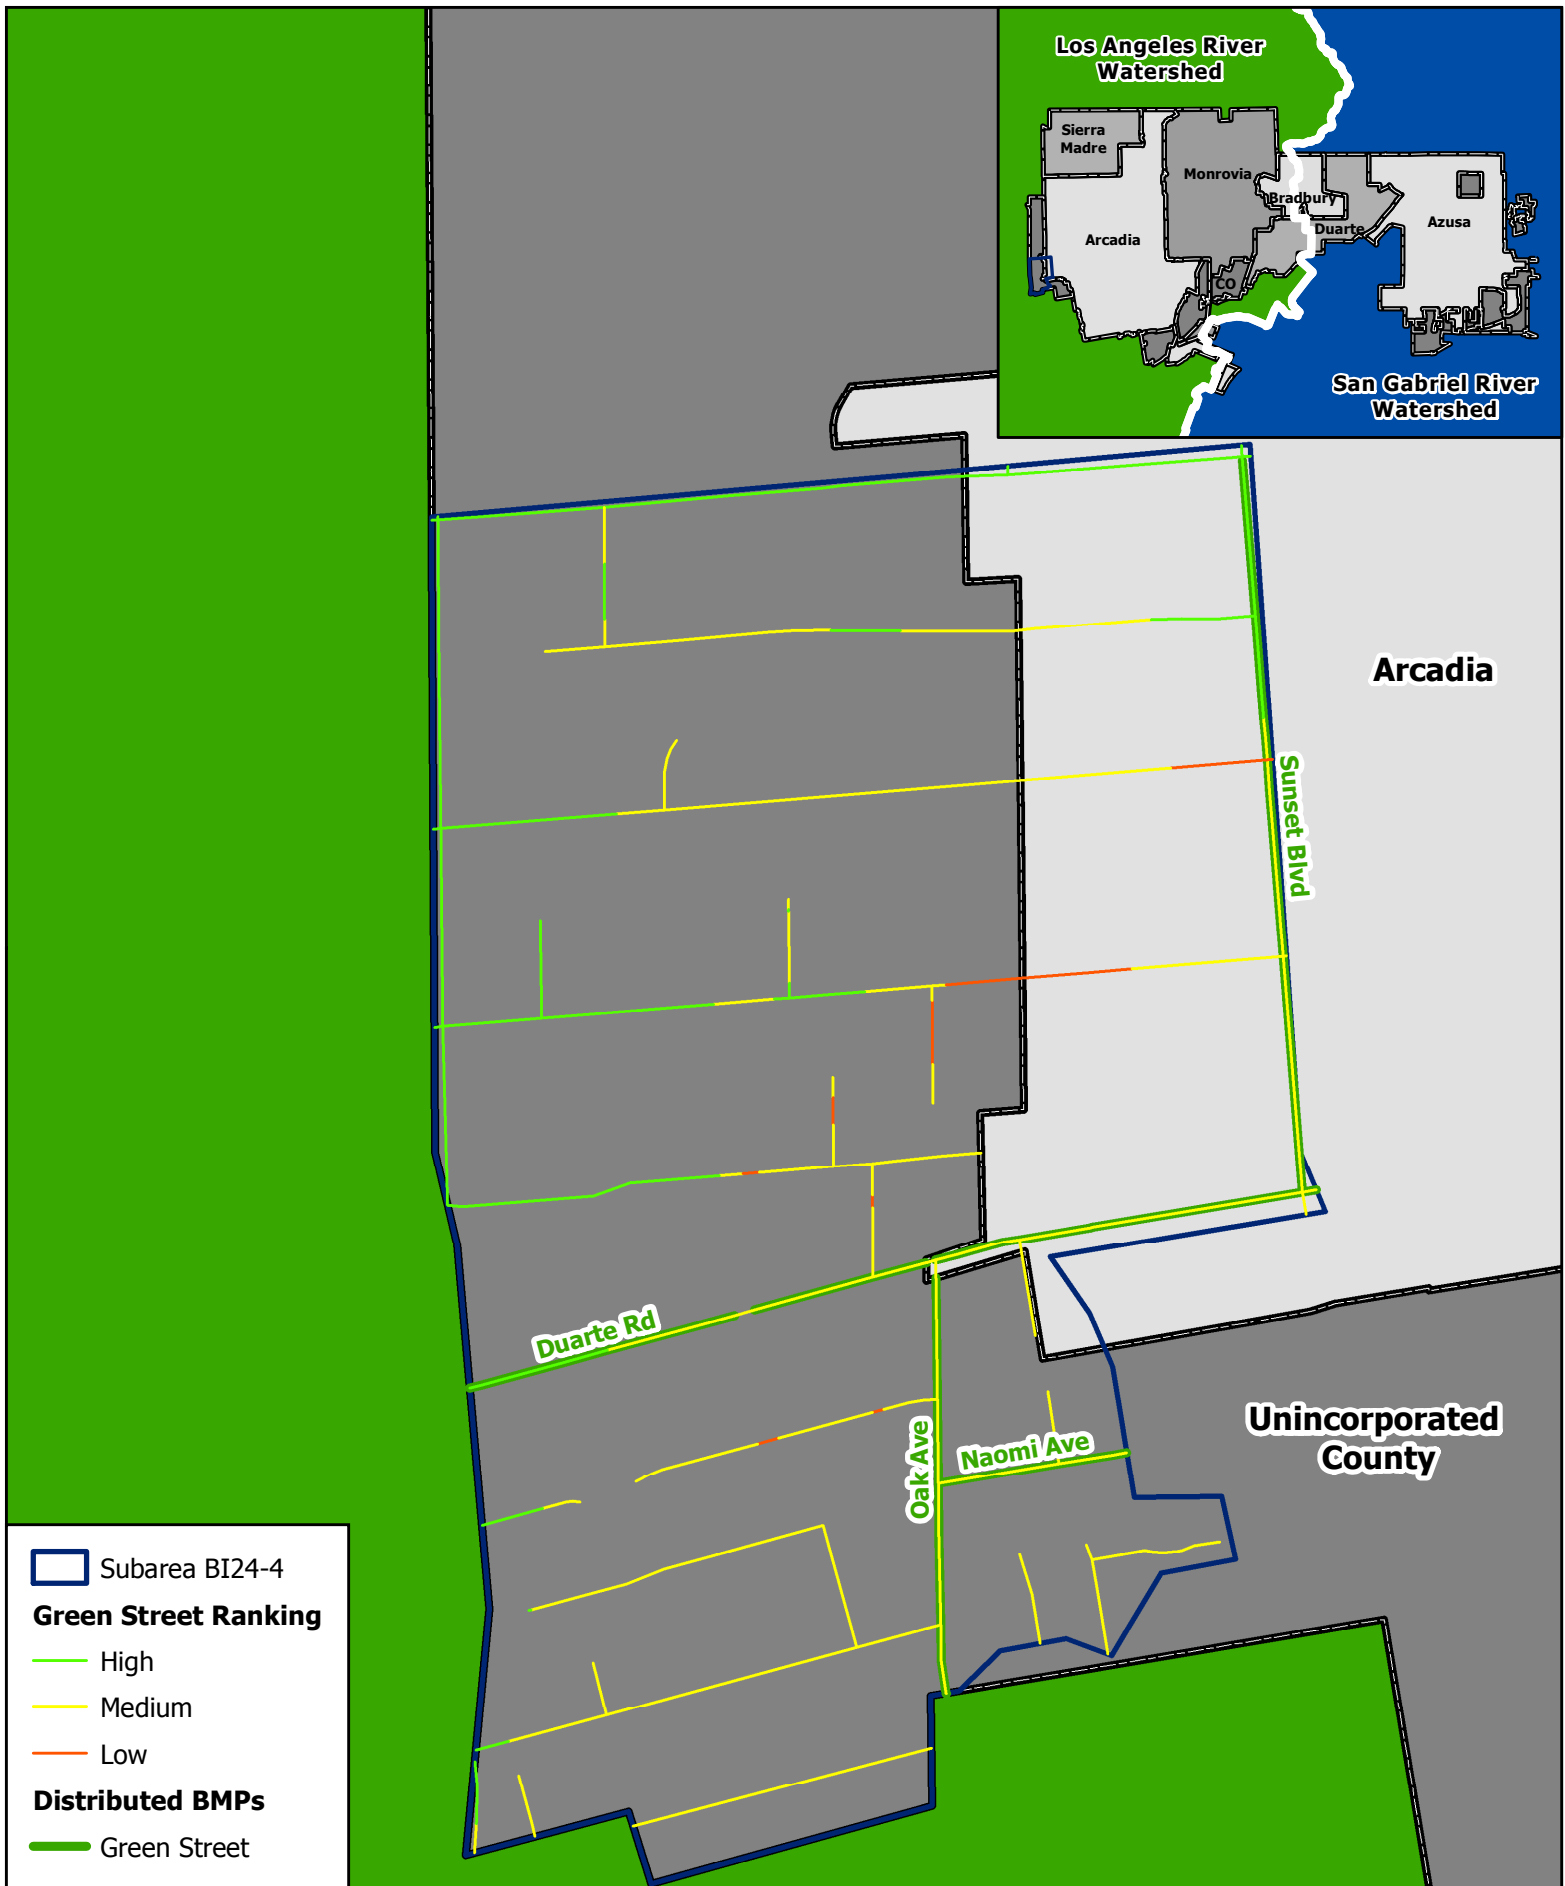 Los Angeles River
Watershed
Sierra
Madre
Monrovia
Bradbury
Duarte
Azusa
Arcadia
CO
San Gabriel River
Watershed
Arcadia
Sunset Blvd
Duarte Rd
Oak Ave
Naomi Ave
Unincorporated
County
Subarea BI24-4
Green Street Ranking
High
Medium
Low
Distributed BMPs
Green Street